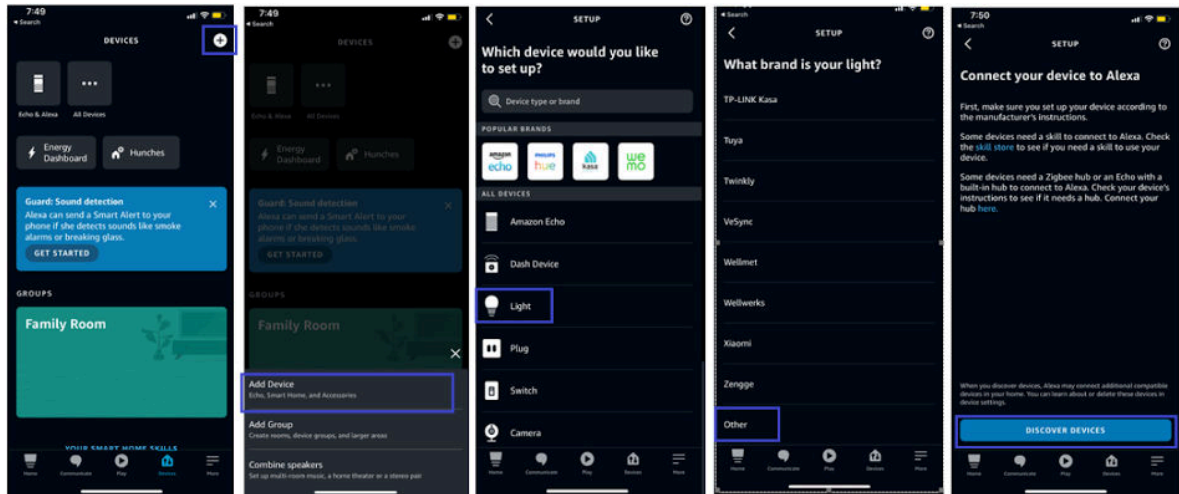 7:49
Search
DEVICES
Echo & Alexa
All Devices
Energy
Dashboard
Hunches
Guard: Sound detection
Alexa can send a Smart Alert to your
phone if she detects sounds like smoke
alarms or breaking glass.
GET STARTED
GROUPS
Family Room
YOUR SMART HOME SKILLS
Home
Communicate
Play
Devices
More
7:49
Search
DEVICES
Echo & Alexa
All Devices
Energy
Dashboard
Hunches
Guard: Sound detection
Alexa can send a Smart Alert to your
phone if she detects sounds like smoke
alarms or breaking glass.
GET STARTED
GROUPS
Family Room
Add Device
Echo, Smart Home, and Accessories
Add Group
Create rooms, device groups, and larger areas
Combine speakers
Set up multi-room music, a home theater or a stereo pair
SETUP
Which device would you like
to set up?
Device type or brand
POPULAR BRANDS
amazon
echo
PHILIPS
hue
kasa
we
mo
ALL DEVICES
Amazon Echo
Dash Device
Light
Plug
Switch
Camera
Home
Communicate
Play
Devices
More
Search
SETUP
What brand is your light?
TP-LINK Kasa
Tuya
Twinkly
VeSync
Wellmet
Wellwerks
Xiaomi
Zengge
Other
Home
Communicate
Play
Devices
More
7:50
Search
SETUP
Connect your device to Alexa
First, make sure you set up your device according to
the manufacturer's instructions.
Some devices need a skill to connect to Alexa. Check
the skill store to see if you need a skill to use your
device.
Some devices need a Zigbee hub or an Echo with a
built-in hub to connect to Alexa. Check your device's
instructions to see if it needs a hub. Connect your
hub here.
When you discover devices, Alexa may connect additional compatible
devices in your home. You can learn about or delete these devices in
device settings.
DISCOVER DEVICES
Home
Communicate
Play
Devices
More